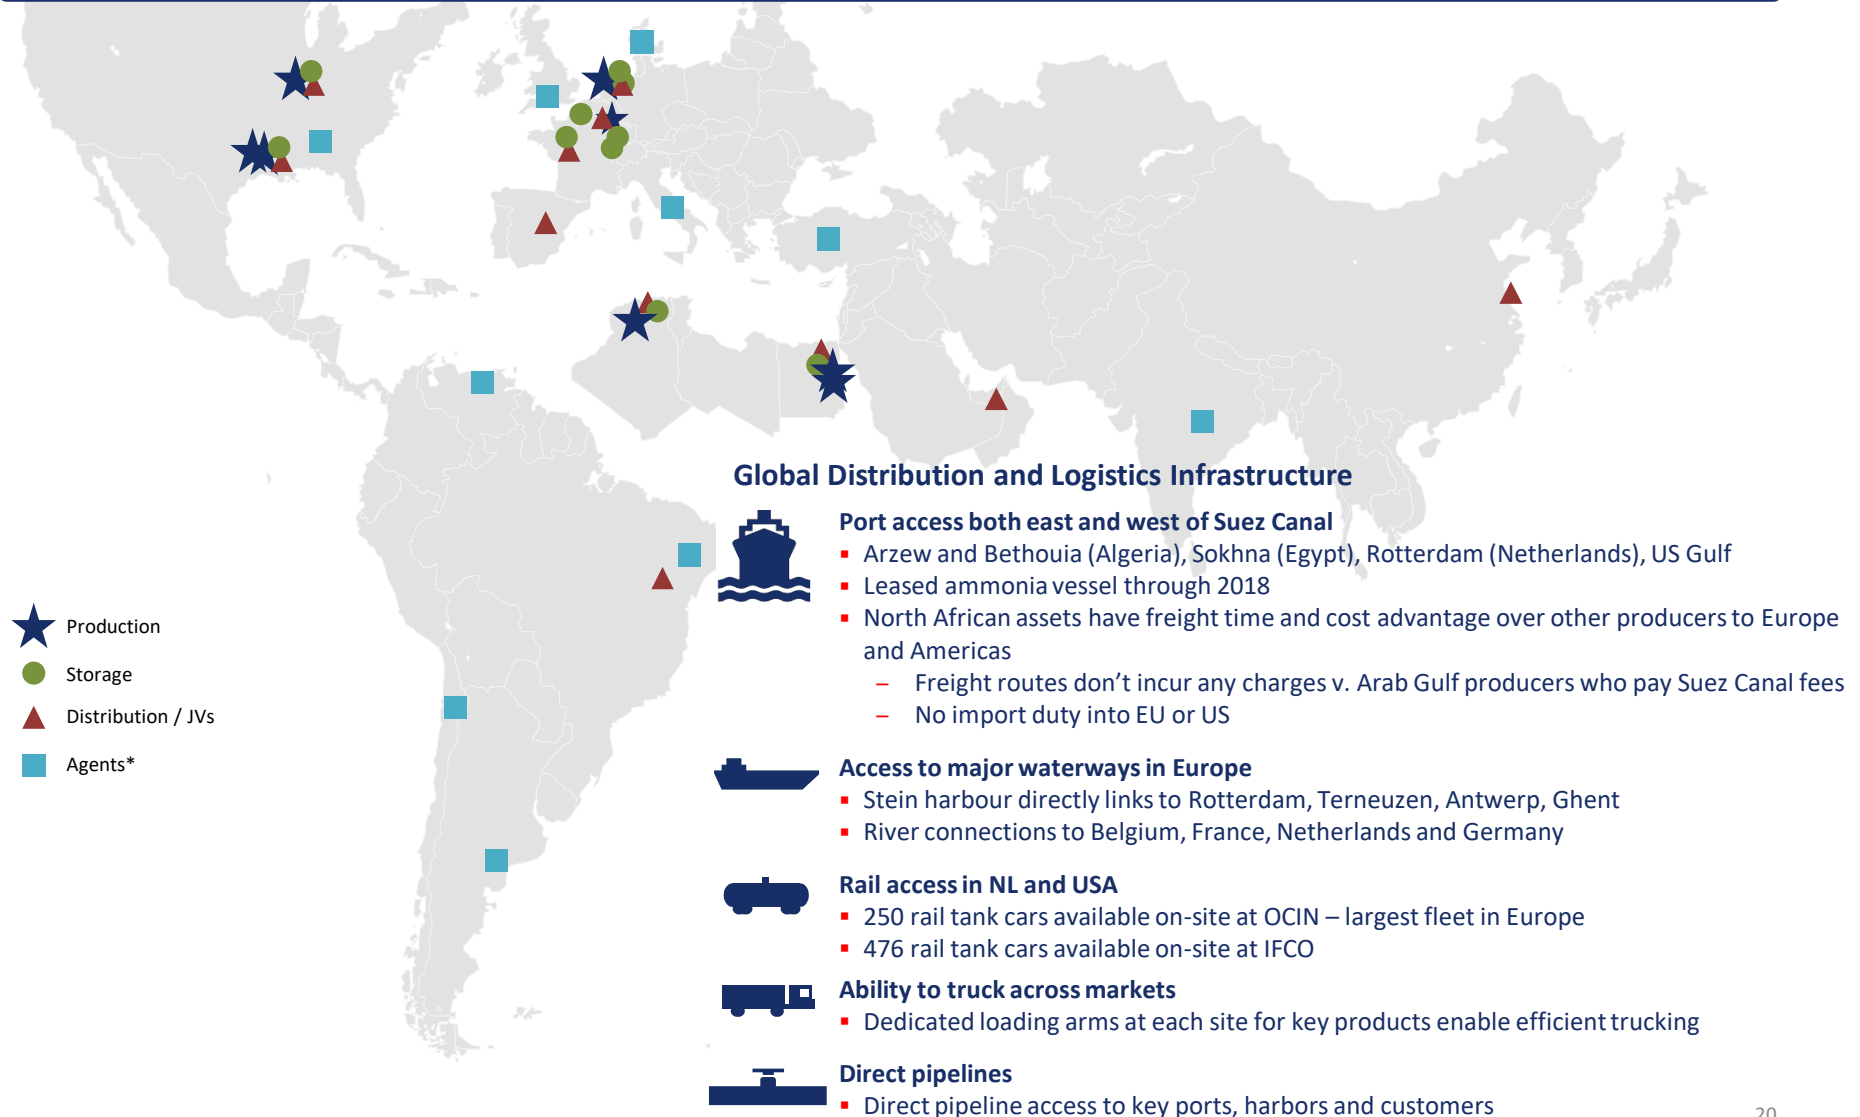 Global Distribution and Logistics Infrastructure
Port access both east and west of Suez Canal
▪ Arzew and Bethouia (Algeria), Sokhna (Egypt), Rotterdam (Netherlands), US Gulf
▪ Leased ammonia vessel through 2018
▪ North African assets have freight time and cost advantage over other producers to Europe
and Americas
– Freight routes don’t incur any charges v. Arab Gulf producers who pay Suez Canal fees
– No import duty into EU or US
Production
Storage
Distribution / JVs
Agents*
Access to major waterways in Europe
▪ Stein harbour directly links to Rotterdam, Terneuzen, Antwerp, Ghent
▪ River connections to Belgium, France, Netherlands and Germany
Rail access in NL and USA
▪ 250 rail tank cars available on-site at OCIN – largest fleet in Europe
▪ 476 rail tank cars available on-site at IFCO
Ability to truck across markets
▪ Dedicated loading arms at each site for key products enable efficient trucking
Direct pipelines
▪ Direct pipeline access to key ports, harbors and customers
20